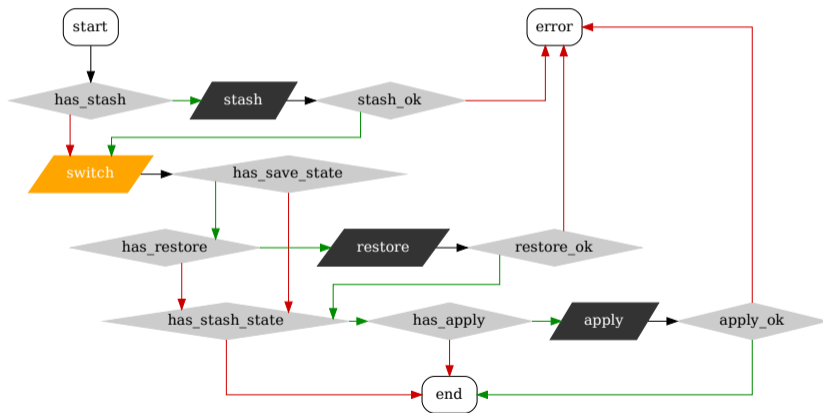 start
error
has_stash
stash
stash_ok
switch
has_save_state
has_restore
restore
restore_ok
has_stash_state
has_apply
apply
apply_ok
end